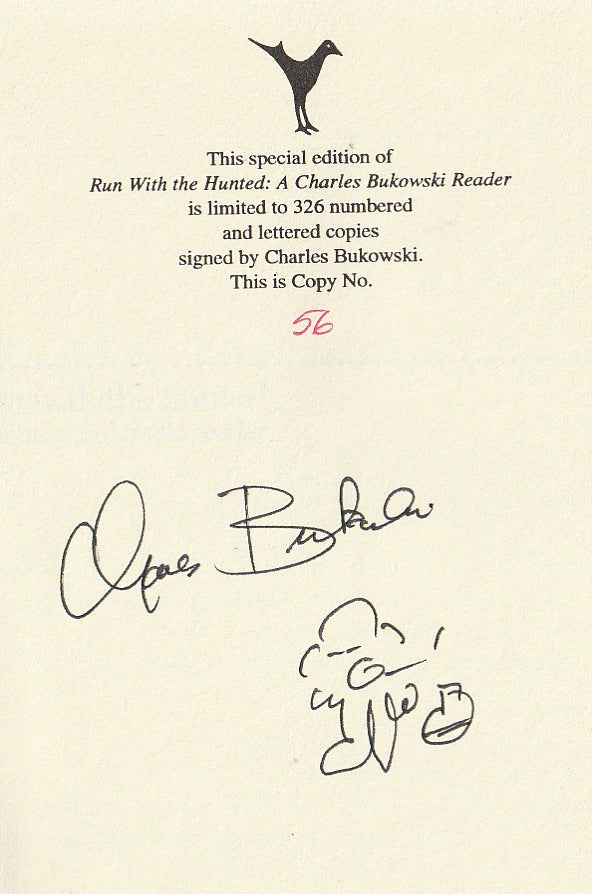 This special edition of
Run With the Hunted: A Charles Bukowski Reader
is limited to 326 numbered
and lettered copies
signed by Charles Bukowski.
This is Copy No.
56
Charles Bukowski